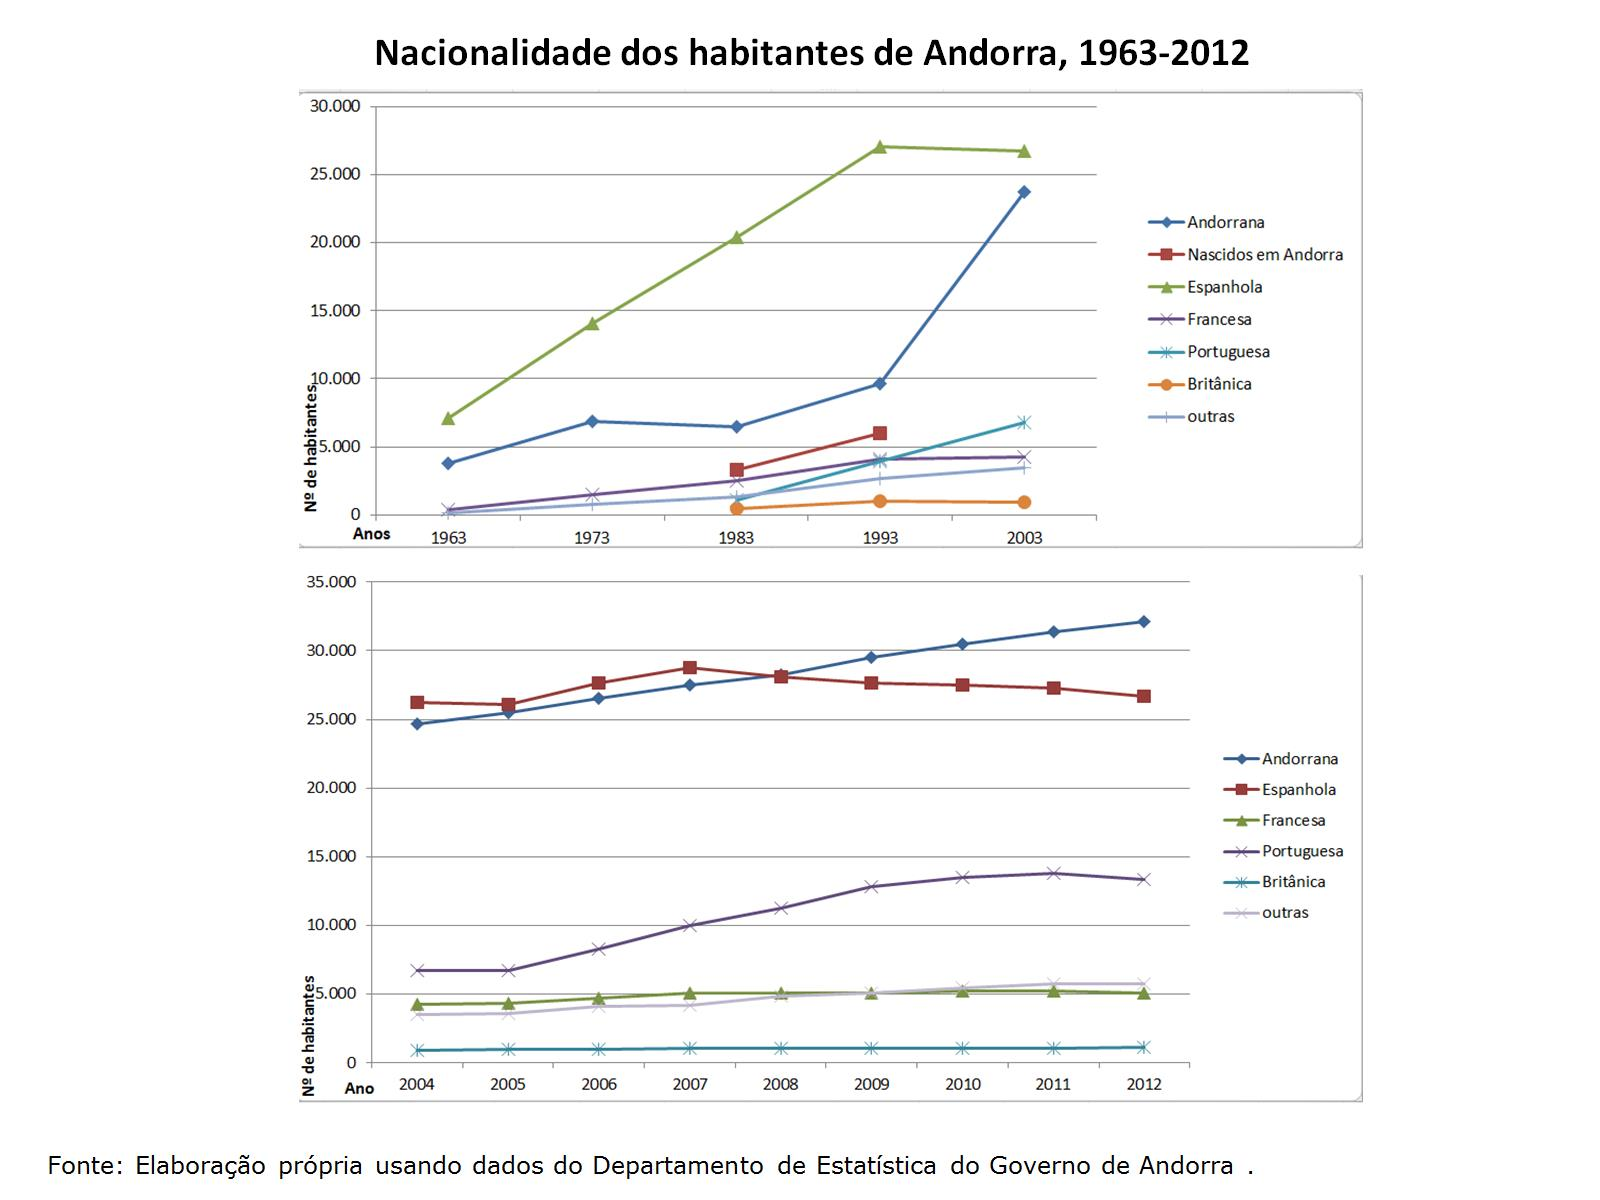 Nacionalidade dos habitantes de Andorra, 1963-2012
30.000
25.000
20.000
15.000
10.000
5.000
0
Nº de habitantes
Anos
1963 1973 1983 1993 2003
Andorrana
Nascidos em Andorra
Espanhola
Francesa
Portuguesa
Britânica
outras
35.000
30.000
25.000
20.000
15.000
10.000
5.000
0
Nº de habitantes
Ano
2004 2005 2006 2007 2008 2009 2010 2011 2012
Andorrana
Espanhola
Francesa
Portuguesa
Britânica
outras
Fonte: Elaboração própria usando dados do Departamento de Estatística do Governo de Andorra .